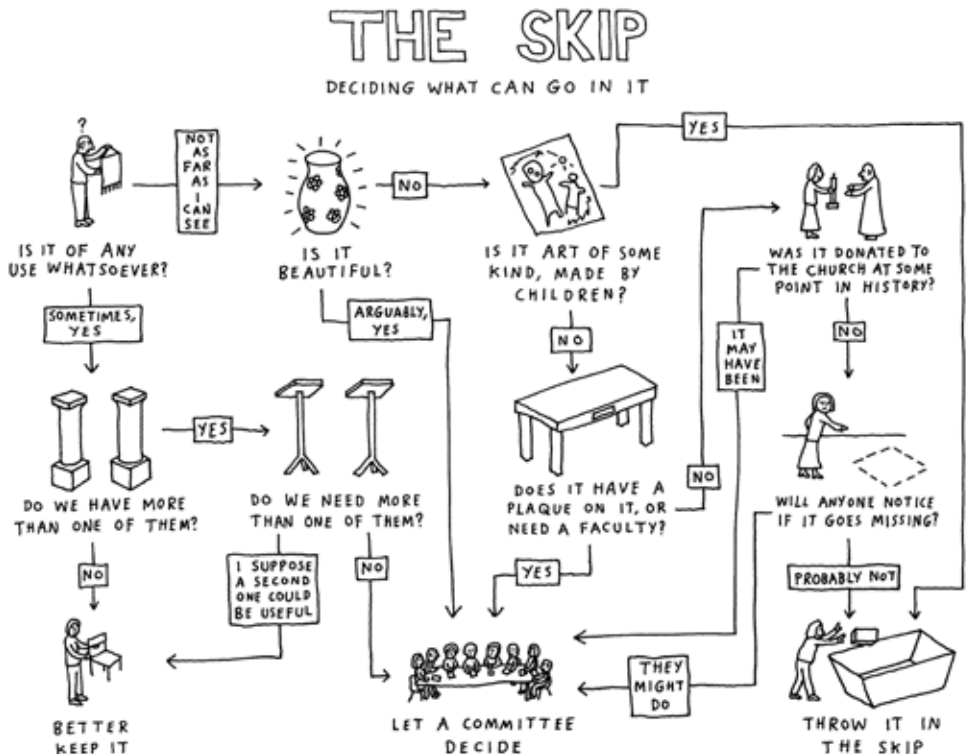 THE SKIP
DECIDING WHAT CAN GO IN IT
?
NOT
AS
FAR
AS
I
CAN
SEE
NO
YES
IS IT OF ANY
USE WHATSOEVER?
IS IT
BEAUTIFUL?
IS IT ART OF SOME
KIND, MADE BY
CHILDREN?
WAS IT DONATED TO
THE CHURCH AT SOME
POINT IN HISTORY?
SOMETIMES,
YES
ARGUABLY,
YES
NO
IT
MAY
HAVE
BEEN
NO
YES
DO WE HAVE MORE
THAN ONE OF THEM?
DO WE NEED MORE
THAN ONE OF THEM?
DOES IT HAVE A
PLAQUE ON IT, OR
NEED A FACULTY?
NO
WILL ANYONE NOTICE
IF IT GOES MISSING?
NO
I SUPPOSE
A SECOND
ONE COULD
BE USEFUL
NO
YES
PROBABLY NOT
THEY
MIGHT
DO
BETTER
KEEP IT
LET A COMMITTEE
DECIDE
THROW IT IN
THE SKIP